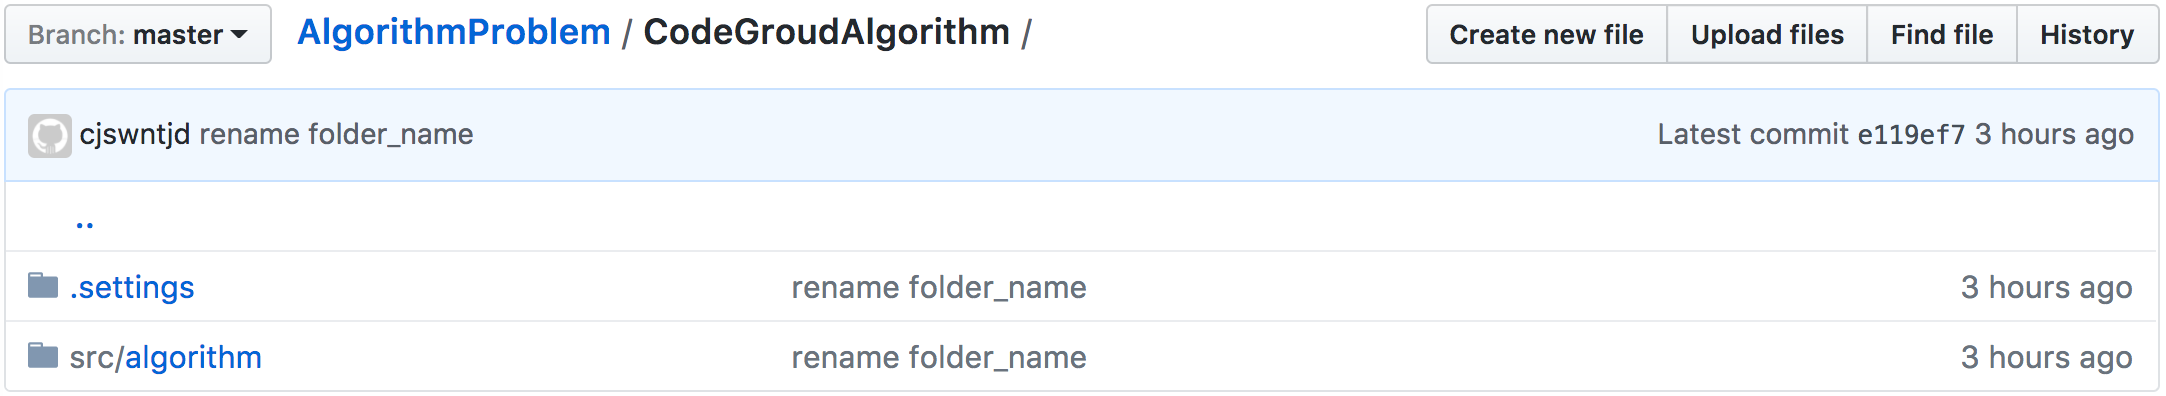 Branch: master AlgorithmProblem / CodeGroudAlgorithm / Create new file Upload files Find file History
cjswntjd rename folder_name Latest commit e119ef7 3 hours ago
..
.settings rename folder_name 3 hours ago
src/algorithm rename folder_name 3 hours ago